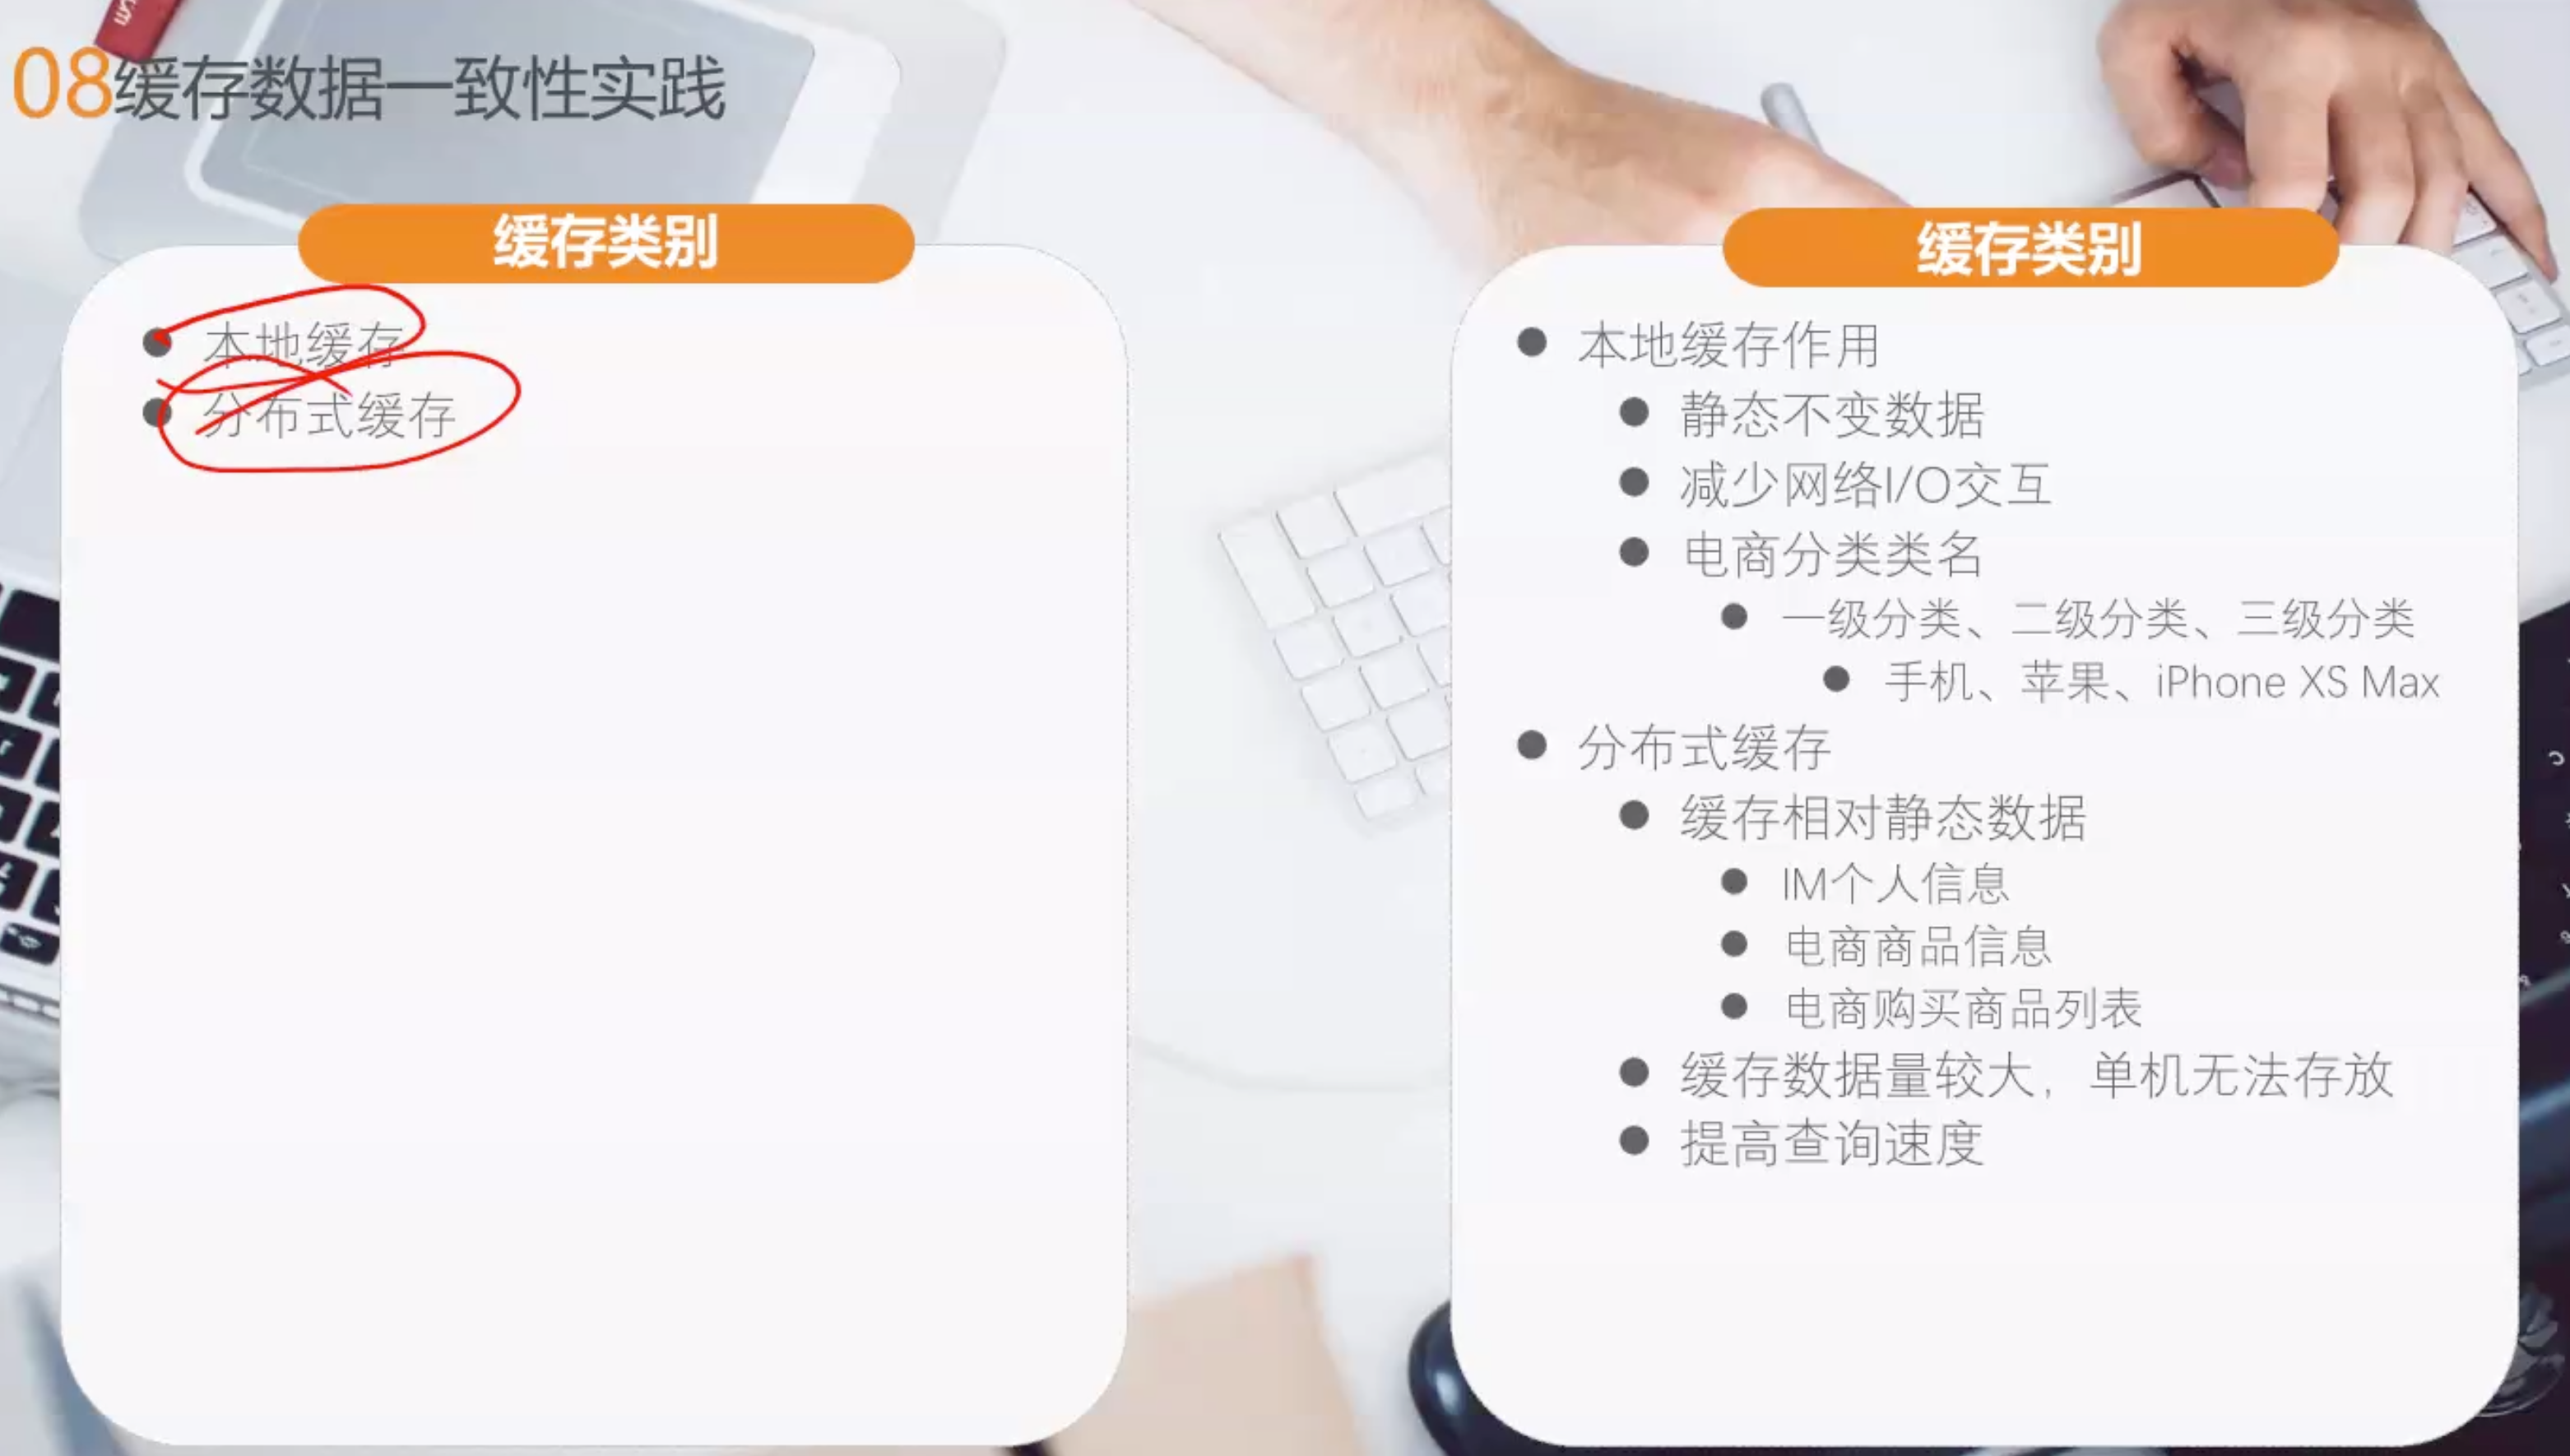 08缓存数据一致性实践
缓存类别
本地缓存
分布式缓存
缓存类别
本地缓存作用
静态不变数据
减少网络I/O交互
电商分类类名
一级分类、二级分类、三级分类
手机、苹果、iPhone XS Max
分布式缓存
缓存相对静态数据
IM个人信息
电商商品信息
电商购买商品列表
缓存数据量较大，单机无法存放
提高查询速度